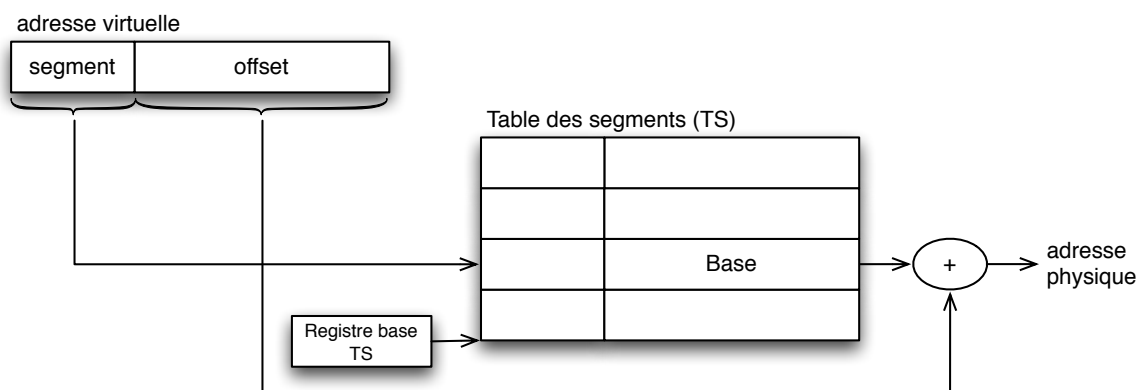 adresse virtuelle
segment
offset
Table des segments (TS)
Base
+
adresse
physique
Registre base
TS